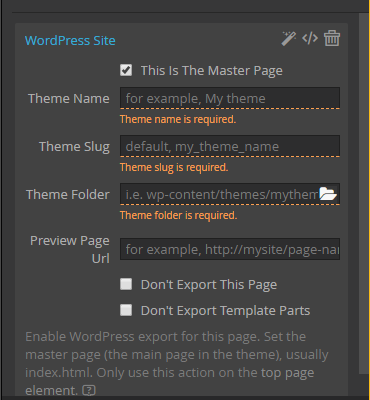 WordPress Site
This Is The Master Page
Theme Name
for example, My theme
Theme name is required.
Theme Slug
default, my_theme_name
Theme slug is required.
Theme Folder
i.e. wp-content/themes/mythem
Theme folder is required.
Preview Page
Url
for example, http://mysite/page-nar
Don't Export This Page
Don't Export Template Parts
Enable WordPress export for this page. Set the
master page (the main page in the theme), usually
index.html. Only use this action on the top page
element. [?]